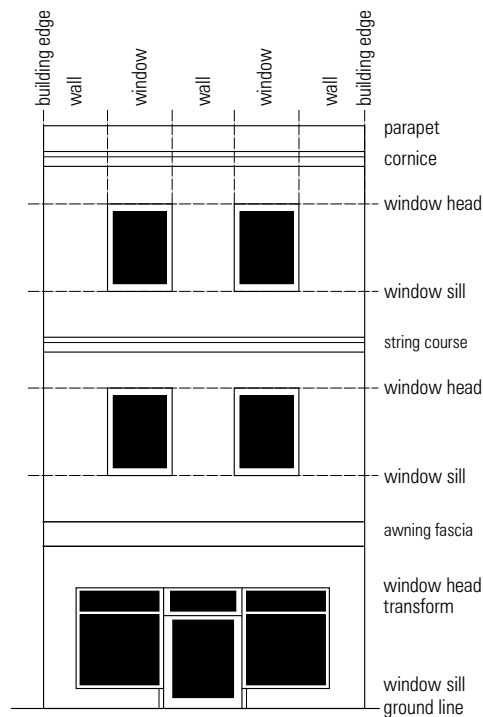 building edge
wall
window
wall
window
wall
building edge
parapet
cornice
window head
window sill
string course
window head
window sill
awning fascia
window head
transform
window sill
ground line